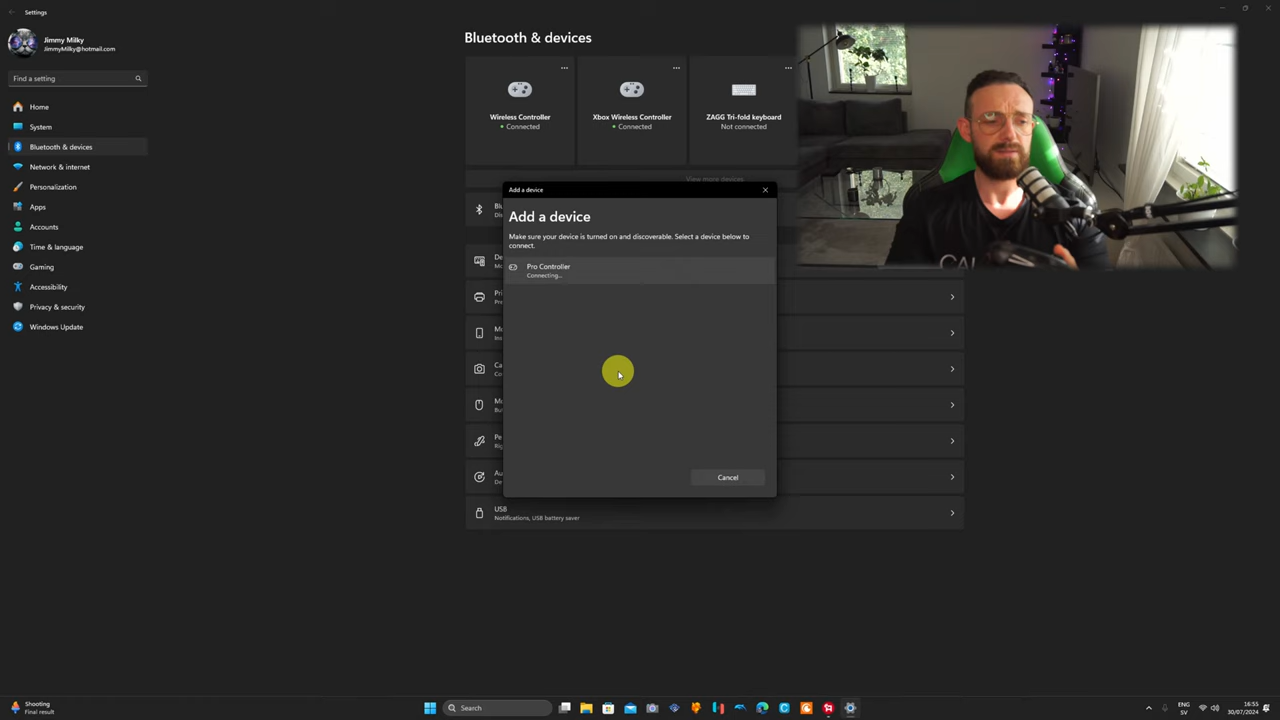 Settings
Jimmy Milky
JimmyMilky@hotmail.com
Find a setting
Home
System
Bluetooth & devices
Network & internet
Personalization
Apps
Accounts
Time & language
Gaming
Accessibility
Privacy & security
Windows Update
Bluetooth & devices
Wireless Controller
Connected
Xbox Wireless Controller
Connected
ZAGG Tri-fold keyboard
Not connected
View more devices
Add a device
Add a device
Make sure your device is turned on and discoverable. Select a device below to
connect.
Pro Controller
Connecting...
Cancel
USB
Notifications, USB battery saver
Shooting
Final result
Search
ENG
SV
16:55
30/07/2024